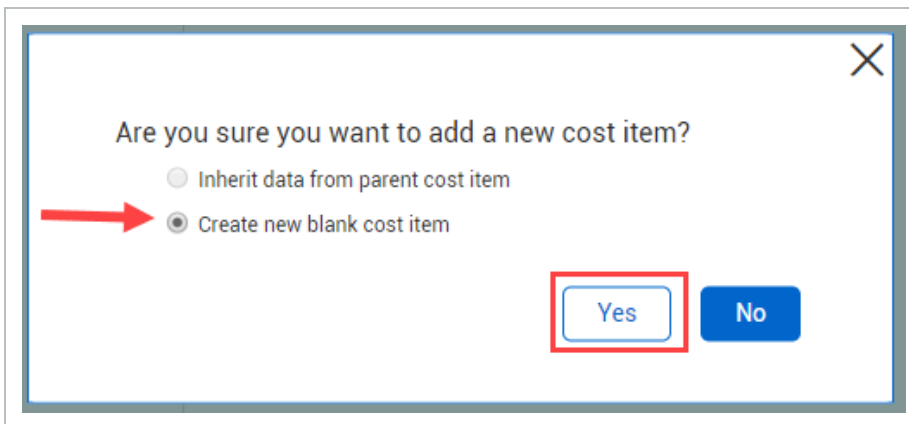 Are you sure you want to add a new cost item?
Inherit data from parent cost item
Create new blank cost item
Yes No